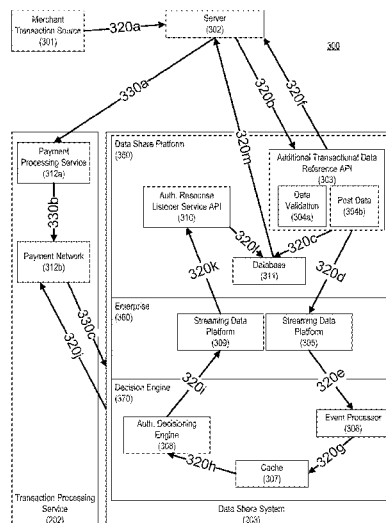 Merchant
Transaction Source
(301)
320a
Server
(302)
300
330a
320b
320f
320m
Data Share Platform
(360)
Payment
Processing Service
(312a)
330b
Payment Network
(312b)
Additional Transactional Data
Reference API
(303)
Data
Validation
(304a)
Post Data
(304b)
Auth. Response
Listener Service API
(310)
320l
320c
Database
(311)
320k
320d
330c
320j
Enterprise
(380)
Streaming Data
Platform
(309)
Streaming Data
Platform
(305)
Decision Engine
(370)
320i
320e
Auth. Decisioning
Engine
(308)
Event Processor
(306)
320h
Cache
(307)
320g
Transaction Processing
Service
(202)
Data Share System
(203)